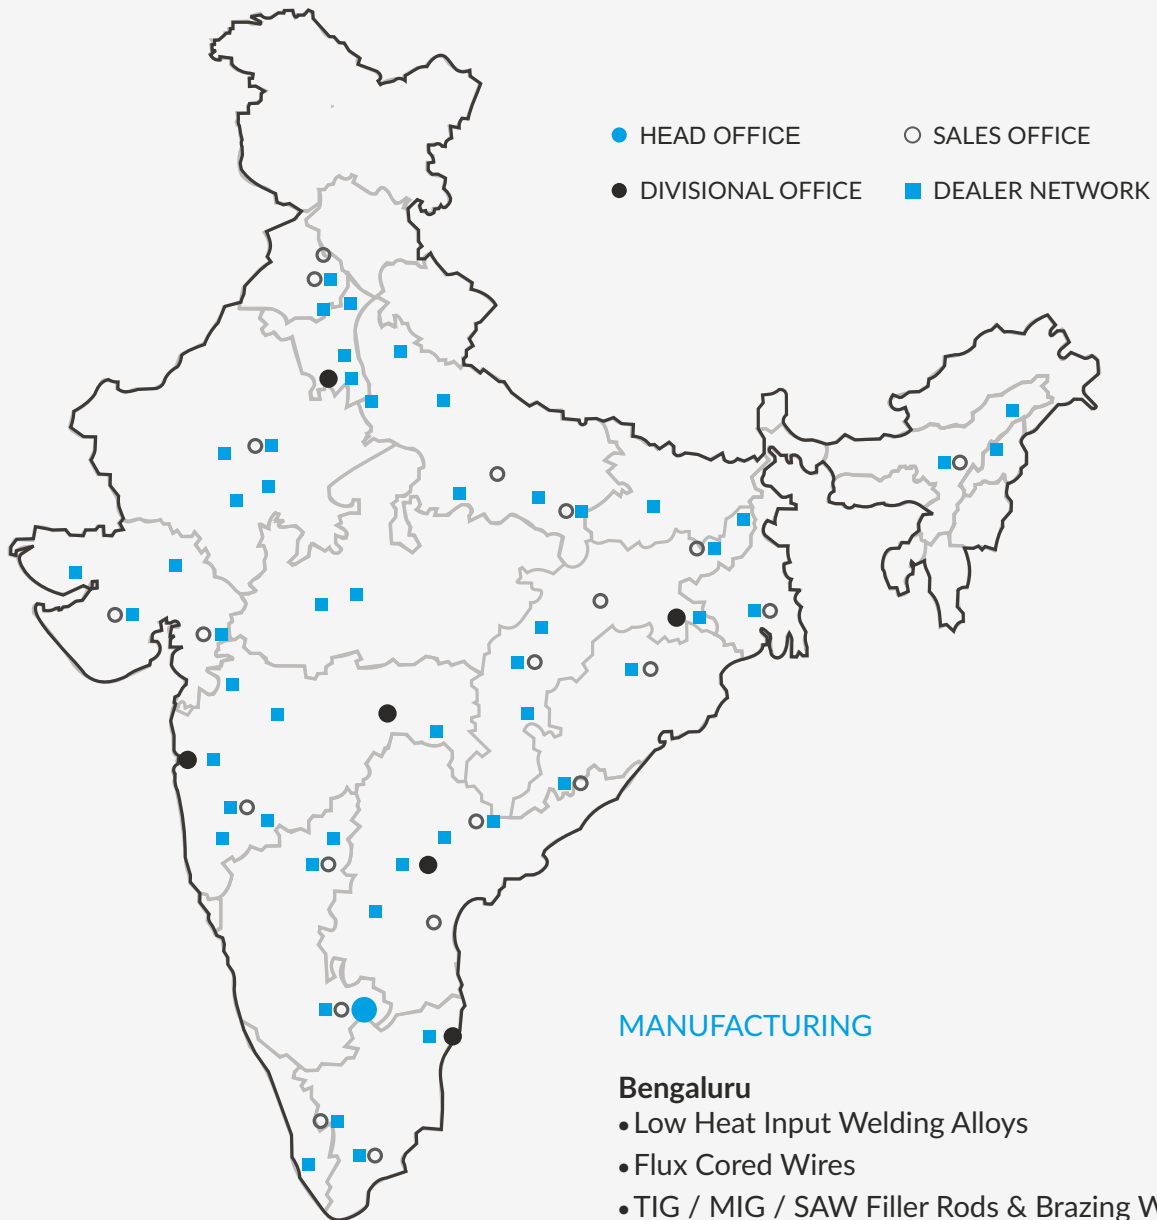 HEAD OFFICE
SALES OFFICE
DIVISIONAL OFFICE
DEALER NETWORK
MANUFACTURING
Bengaluru
• Low Heat Input Welding Alloys
• Flux Cored Wires
• TIG / MIG / SAW Filler Rods & Brazing